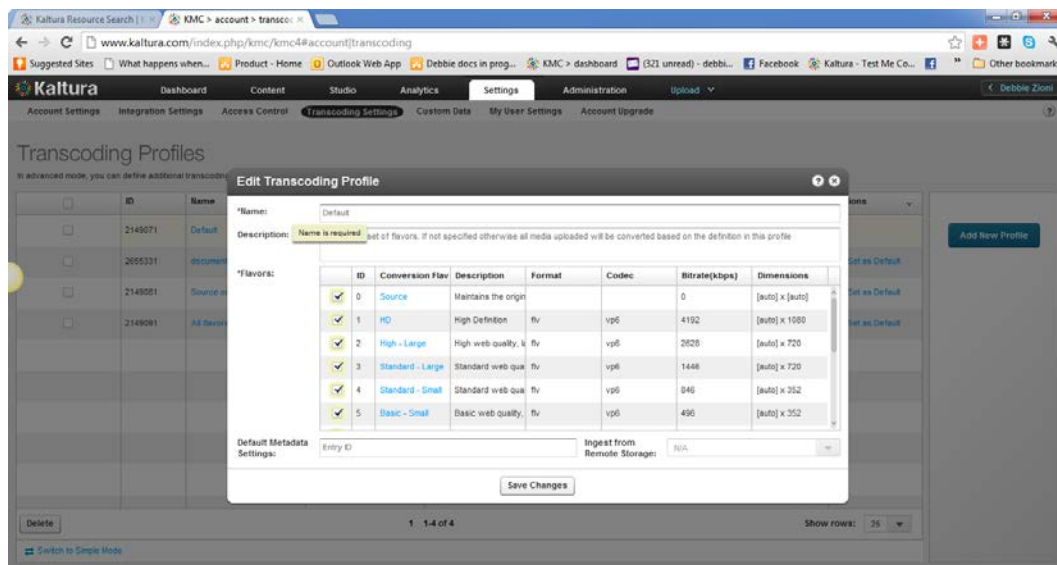 Kaltura Resource Search |
KMC > account > transcod
www.kaltura.com/index.php/kmc/kmc4#account|transcoding
Suggested Sites What happens when... Product - Home Outlook Web App Debbie docs in prog... KMC > dashboard (321 unread) - debbi... Facebook Kaltura - Test Me Co... Other bookmark
Kaltura Dashboard Content Studio Analytics Settings Administration Upload Debbie Zioni
Account Settings Integration Settings Access Control Transcoding Settings Custom Data My User Settings Account Upgrade
Transcoding Profiles
In advanced mode, you can define additional transcoding
ID Name
2149071 Default
2655331 document Set as Default
2149081 Source Set as Default
2149091 All flavors Set as Default
Add New Profile
Edit Transcoding Profile
*Name: Default
Description: Name is required set of flavors. If not specified otherwise all media uploaded will be converted based on the definition in this profile
*Flavors:
ID Conversion Flav Description Format Codec Bitrate(kbps) Dimensions
0 Source Maintains the origin 0 [auto] x [auto]
1 HD High Definition flv vp6 4192 [auto] x 1080
2 High - Large High web quality, flv vp6 2628 [auto] x 720
3 Standard - Large Standard web qua flv vp6 1446 [auto] x 720
4 Standard - Small Standard web qua flv vp6 846 [auto] x 352
5 Basic - Small Basic web quality, flv vp6 496 [auto] x 352
Default Metadata Settings: Entry ID Ingest from Remote Storage: N/A
Save Changes
Delete 1 1-4 of 4 Show rows: 25
Switch to Simple Mode